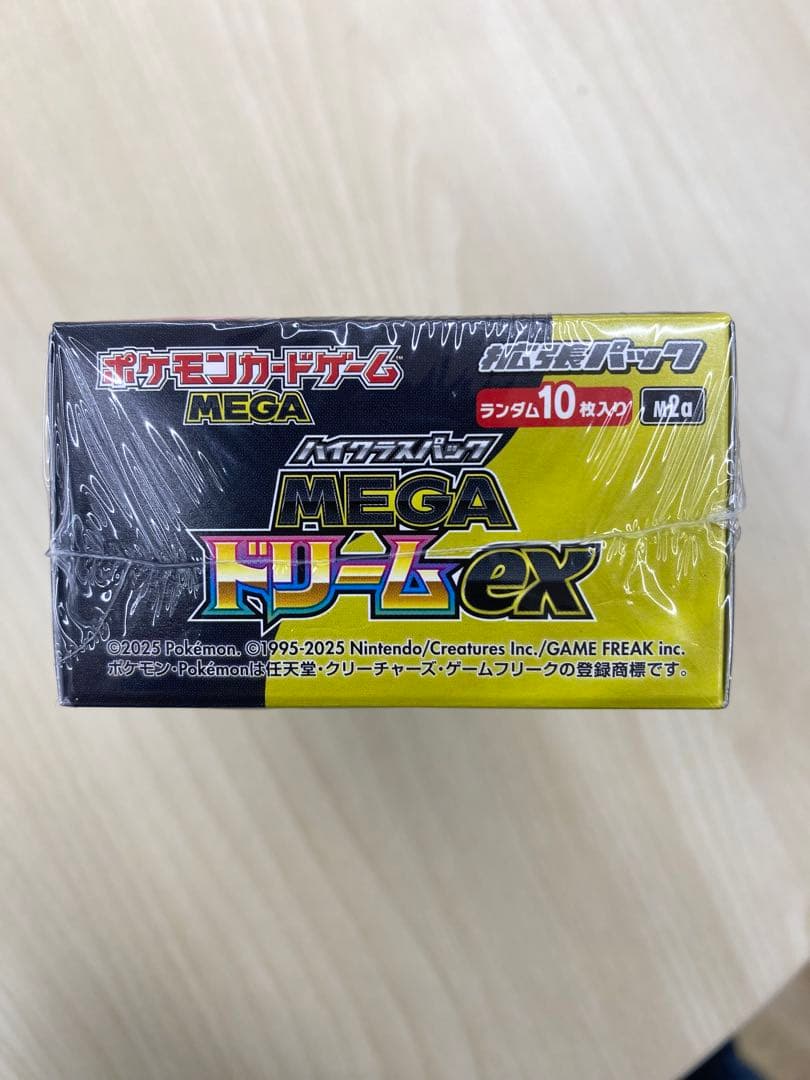 ポケモンカードゲーム™
MEGA
拡張パック
ランダム10枚入り
M2a
ハイクラスパック
MEGA
ドリームex
©2025 Pokémon. ©1995-2025 Nintendo/Creatures Inc./GAME FREAK inc.
ポケモン・Pokémonは任天堂・クリーチャーズ・ゲームフリークの登録商標です。